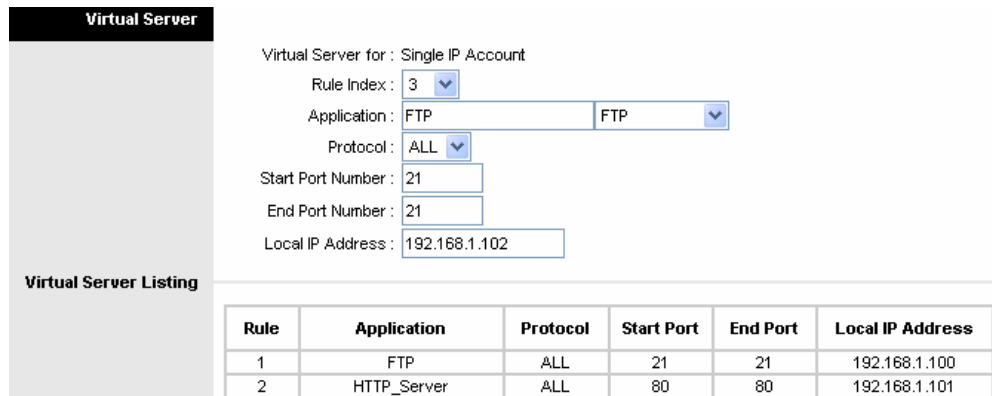 Virtual Server
Virtual Server for : Single IP Account
Rule Index : 3
Application : FTP FTP
Protocol : ALL
Start Port Number : 21
End Port Number : 21
Local IP Address : 192.168.1.102
Virtual Server Listing
Rule Application Protocol Start Port End Port Local IP Address
1 FTP ALL 21 21 192.168.1.100
2 HTTP_Server ALL 80 80 192.168.1.101